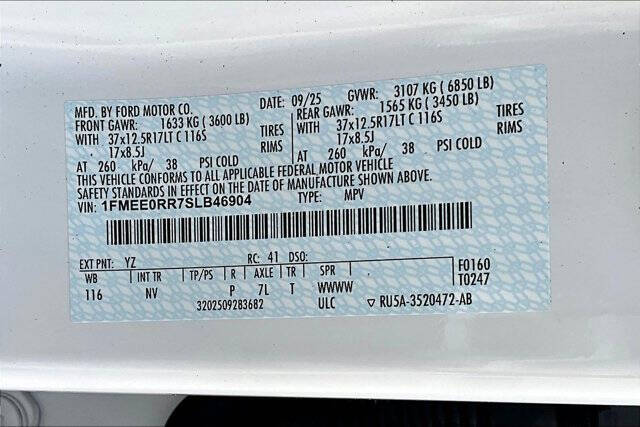 MFD. BY FORD MOTOR CO. DATE: 09/25 GVWR: 3107 KG ( 6850 LB)
FRONT GAWR: 1633 KG ( 3600 LB) REAR GAWR: 1565 KG ( 3450 LB)
WITH 37x12.5R17LT C 116S TIRES WITH 37x12.5R17LT C 116S TIRES
17x8.5J RIMS 17x8.5J RIMS
AT 260 kPa/ 38 PSI COLD AT 260 kPa/ 38 PSI COLD
THIS VEHICLE CONFORMS TO ALL APPLICABLE FEDERAL MOTOR VEHICLE
SAFETY STANDARDS IN EFFECT ON THE DATE OF MANUFACTURE SHOWN ABOVE.
VIN: 1FMEE0RR7SLB46904 TYPE: MPV
EXT PNT: YZ RC: 41 DSO: F0160
WB INT TR TP/PS R AXLE TR SPR T0247
116 NV P 7L T WWWW
3202509283682 ULC ▽ RU5A-3520472-AB